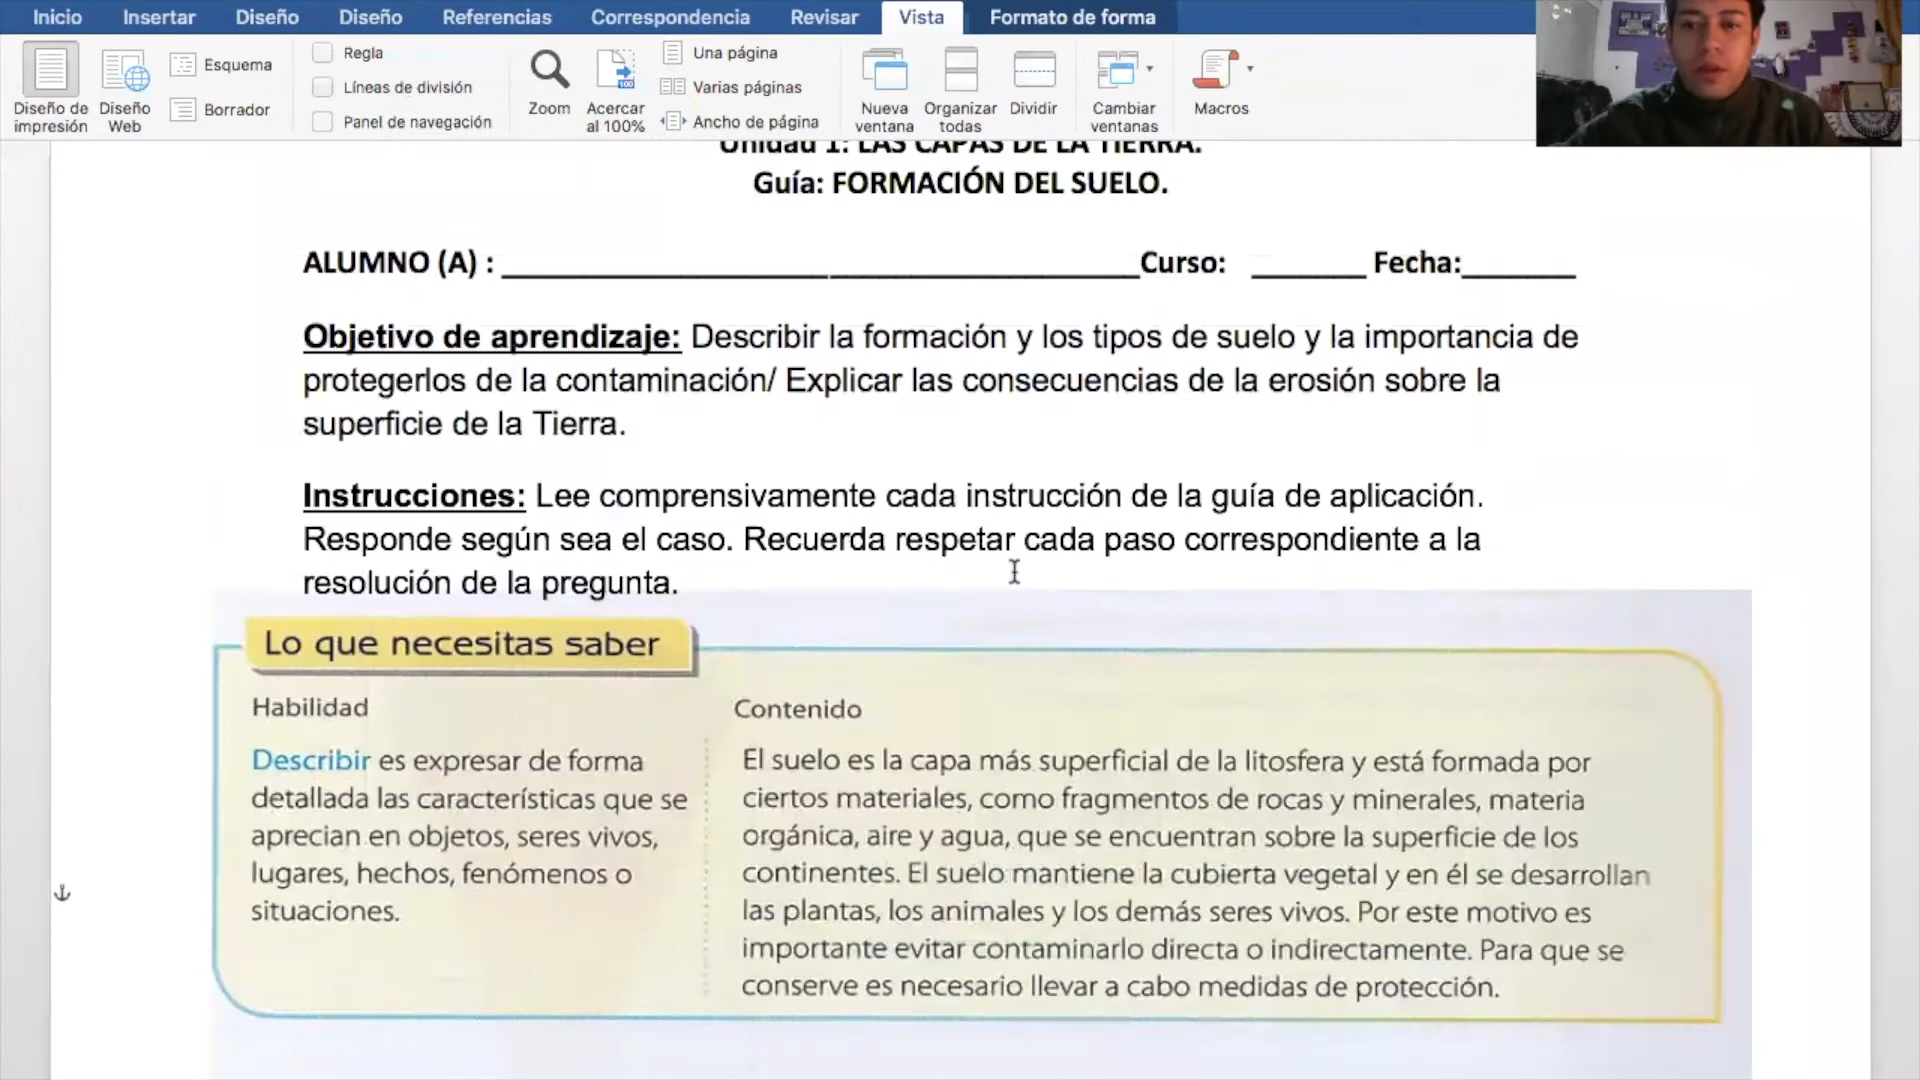 Inicio Insertar Diseño Diseño Referencias Correspondencia Revisar Vista Formato de forma
Diseño de impresión
Diseño Web
Esquema
Borrador
Regla
Líneas de división
Panel de navegación
Zoom
Acercar al 100%
Una página
Varias páginas
Ancho de página
Nueva ventana
Organizar todas
Dividir
Cambiar ventanas
Macros
Unidad 1: LAS CAPAS DE LA TIERRA.
Guía: FORMACIÓN DEL SUELO.
ALUMNO (A) : ________________________________________Curso: _______ Fecha:_______
Objetivo de aprendizaje: Describir la formación y los tipos de suelo y la importancia de
protegerlos de la contaminación/ Explicar las consecuencias de la erosión sobre la
superficie de la Tierra.
Instrucciones: Lee comprensivamente cada instrucción de la guía de aplicación.
Responde según sea el caso. Recuerda respetar cada paso correspondiente a la
resolución de la pregunta.
Lo que necesitas saber
Habilidad
Describir es expresar de forma
detallada las características que se
aprecian en objetos, seres vivos,
lugares, hechos, fenómenos o
situaciones.
Contenido
El suelo es la capa más superficial de la litosfera y está formada por
ciertos materiales, como fragmentos de rocas y minerales, materia
orgánica, aire y agua, que se encuentran sobre la superficie de los
continentes. El suelo mantiene la cubierta vegetal y en él se desarrollan
las plantas, los animales y los demás seres vivos. Por este motivo es
importante evitar contaminarlo directa o indirectamente. Para que se
conserve es necesario llevar a cabo medidas de protección.